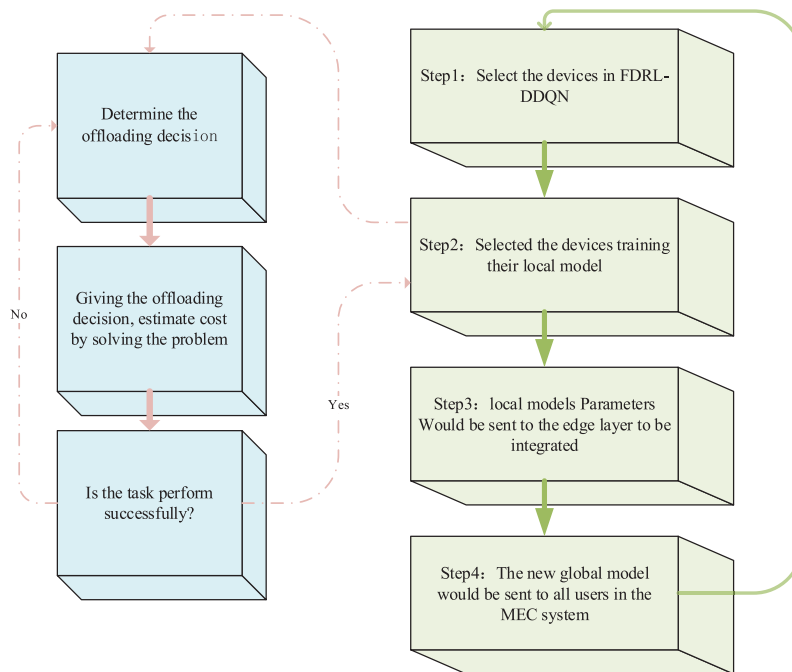 Determine the
offloading decision
Giving the offloading
decision, estimate cost
by solving the problem
Is the task perform
successfully?
No
Yes
Step1：Select the devices in FDRL-
DDQN
Step2：Selected the devices training
their local model
Step3：local models Parameters
Would be sent to the edge layer to be
integrated
Step4：The new global model
would be sent to all users in the
MEC system